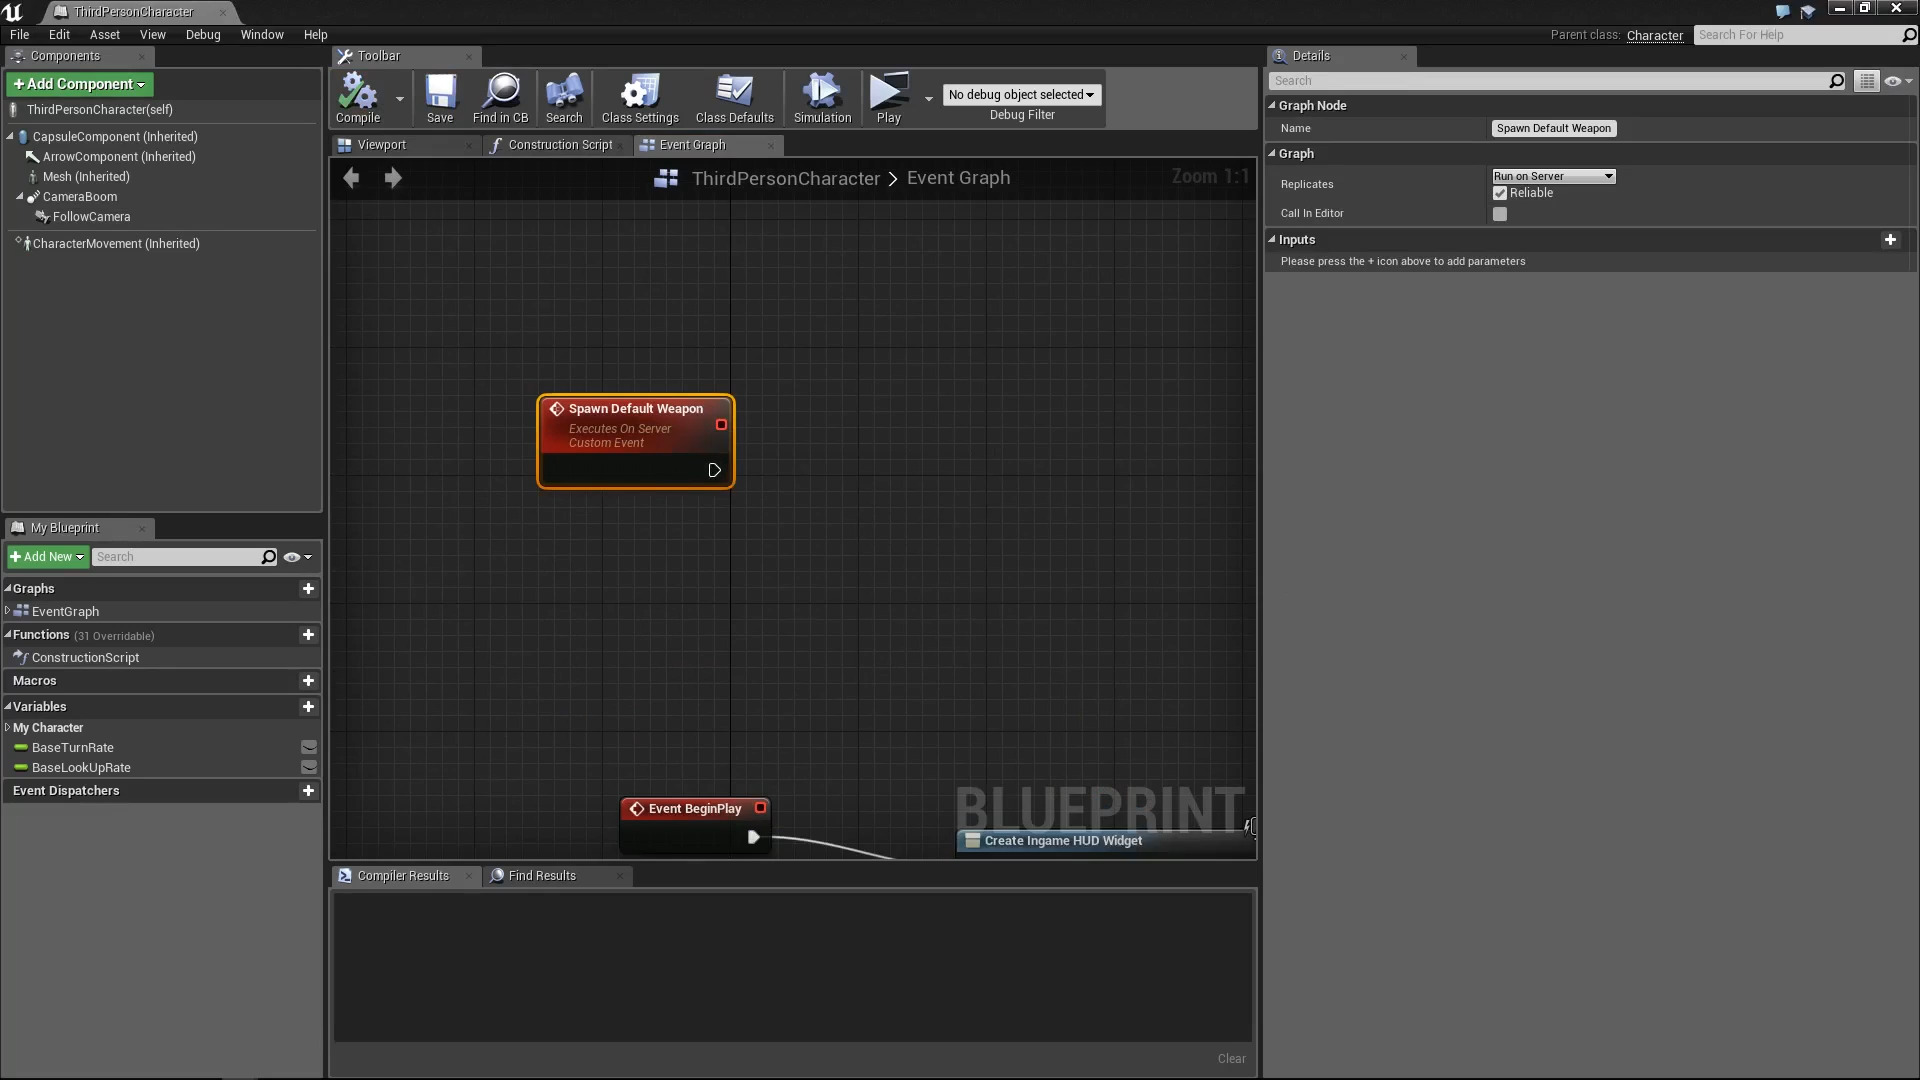 ThirdPersonCharacter
File Edit Asset View Debug Window Help
Parent class: Character
Search For Help
Components
+Add Component
ThirdPersonCharacter(self)
CapsuleComponent (Inherited)
ArrowComponent (Inherited)
Mesh (Inherited)
CameraBoom
FollowCamera
CharacterMovement (Inherited)
My Blueprint
+Add New
Search
Graphs
EventGraph
Functions (31 Overridable)
ConstructionScript
Macros
Variables
My Character
BaseTurnRate
BaseLookUpRate
Event Dispatchers
Toolbar
Compile
Save
Find in CB
Search
Class Settings
Class Defaults
Simulation
Play
No debug object selected
Debug Filter
Viewport
Construction Script
Event Graph
ThirdPersonCharacter > Event Graph
Zoom 1:1
Spawn Default Weapon
Executes On Server
Custom Event
Event BeginPlay
BLUEPRINT
Create Ingame HUD Widget
Compiler Results
Find Results
Clear
Details
Search
Graph Node
Name
Spawn Default Weapon
Graph
Replicates
Run on Server
Reliable
Call In Editor
Inputs
Please press the + icon above to add parameters